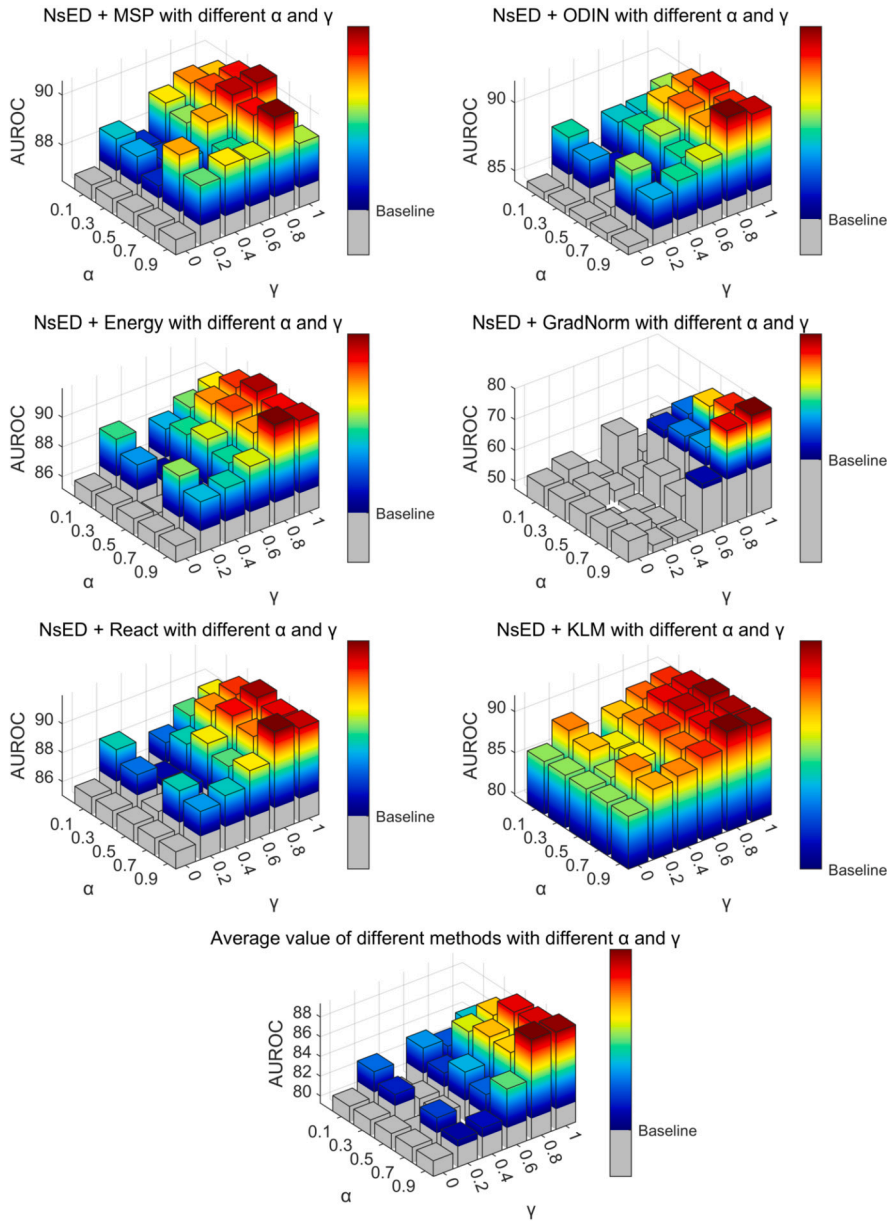 NsED + MSP with different α and γ
AUROC
90
88
0.1
0.3
0.5
0.7
0.9
α
0
0.2
0.4
0.6
0.8
1
γ
Baseline
NsED + ODIN with different α and γ
AUROC
90
85
0.1
0.3
0.5
0.7
0.9
α
0
0.2
0.4
0.6
0.8
1
γ
Baseline
NsED + Energy with different α and γ
AUROC
90
88
86
0.1
0.3
0.5
0.7
0.9
α
0
0.2
0.4
0.6
0.8
1
γ
Baseline
NsED + GradNorm with different α and γ
AUROC
80
70
60
50
0.1
0.3
0.5
0.7
0.9
α
0
0.2
0.4
0.6
0.8
1
γ
Baseline
NsED + React with different α and γ
AUROC
90
88
86
0.1
0.3
0.5
0.7
0.9
α
0
0.2
0.4
0.6
0.8
1
γ
Baseline
NsED + KLM with different α and γ
AUROC
90
85
80
0.1
0.3
0.5
0.7
0.9
α
0
0.2
0.4
0.6
0.8
1
γ
Baseline
Average value of different methods with different α and γ
AUROC
88
86
84
82
80
0.1
0.3
0.5
0.7
0.9
α
0
0.2
0.4
0.6
0.8
1
γ
Baseline